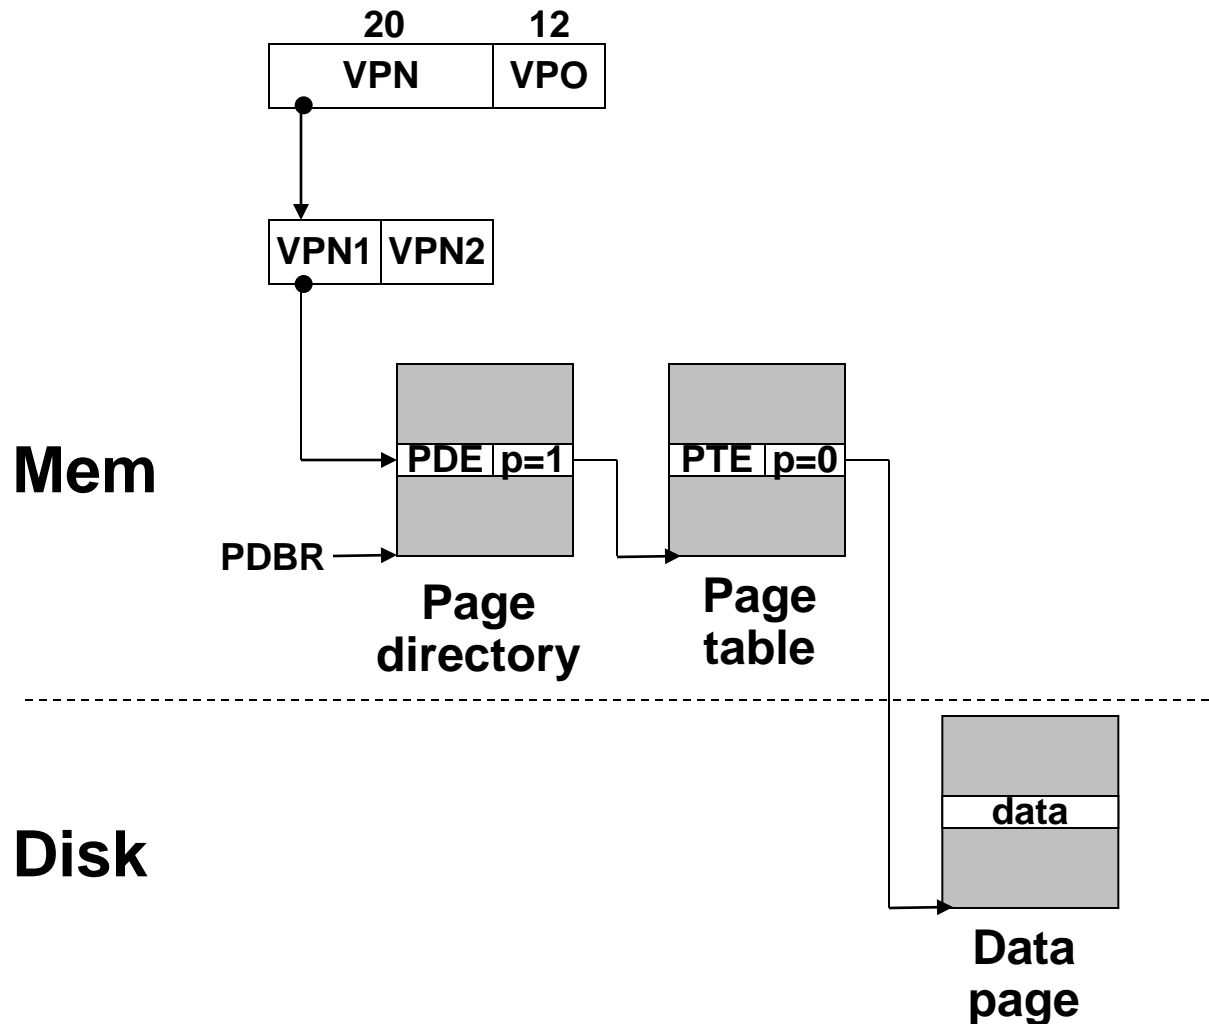 20 12
VPN VPO
VPN1 VPN2
Mem
PDE p=1 PTE p=0
PDBR
Page
directory
Page
table
Disk
data
Data
page